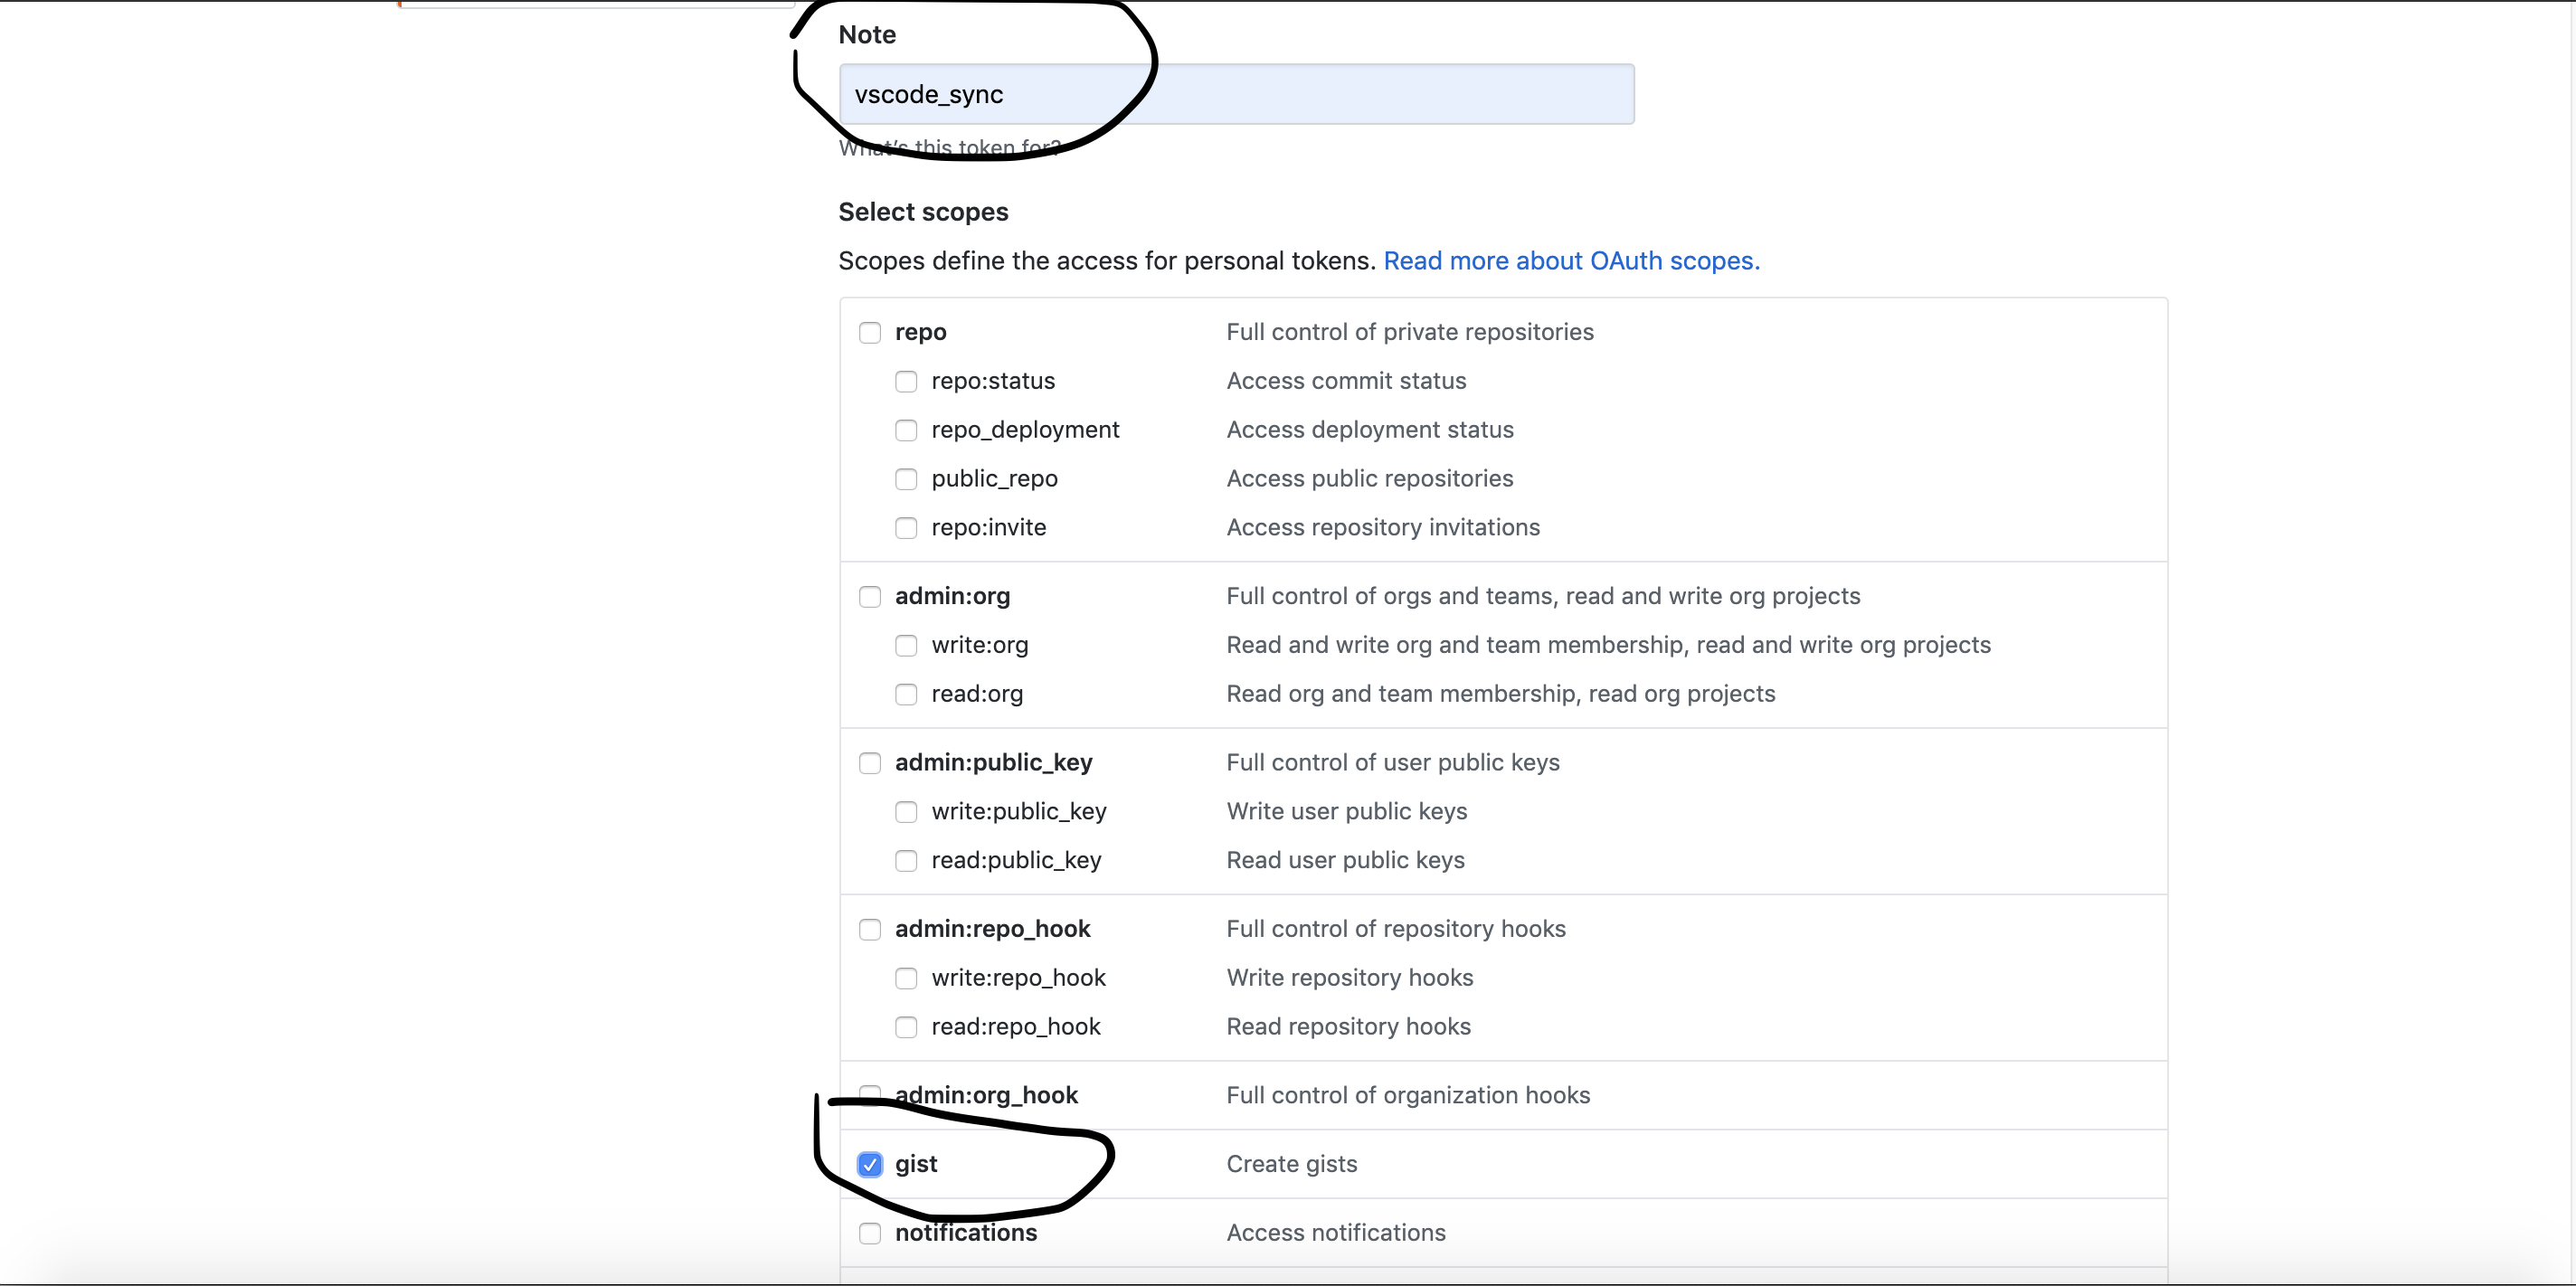 Note
vscode_sync
What's this token for?
Select scopes
Scopes define the access for personal tokens. Read more about OAuth scopes.
repo Full control of private repositories
repo:status Access commit status
repo_deployment Access deployment status
public_repo Access public repositories
repo:invite Access repository invitations
admin:org Full control of orgs and teams, read and write org projects
write:org Read and write org and team membership, read and write org projects
read:org Read org and team membership, read org projects
admin:public_key Full control of user public keys
write:public_key Write user public keys
read:public_key Read user public keys
admin:repo_hook Full control of repository hooks
write:repo_hook Write repository hooks
read:repo_hook Read repository hooks
admin:org_hook Full control of organization hooks
gist Create gists
notifications Access notifications